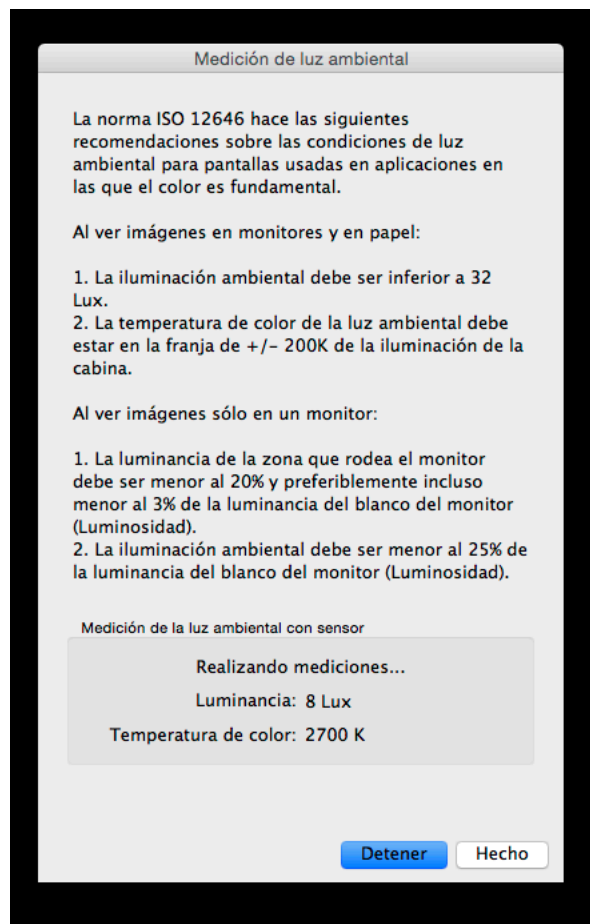 Medición de luz ambiental
La norma ISO 12646 hace las siguientes
recomendaciones sobre las condiciones de luz
ambiental para pantallas usadas en aplicaciones en
las que el color es fundamental.
Al ver imágenes en monitores y en papel:
1. La iluminación ambiental debe ser inferior a 32
Lux.
2. La temperatura de color de la luz ambiental debe
estar en la franja de +/- 200K de la iluminación de la
cabina.
Al ver imágenes sólo en un monitor:
1. La luminancia de la zona que rodea el monitor
debe ser menor al 20% y preferiblemente incluso
menor al 3% de la luminancia del blanco del monitor
(Luminosidad).
2. La iluminación ambiental debe ser menor al 25% de
la luminancia del blanco del monitor (Luminosidad).
Medición de la luz ambiental con sensor
Realizando mediciones...
Luminancia: 8 Lux
Temperatura de color: 2700 K
Detener Hecho